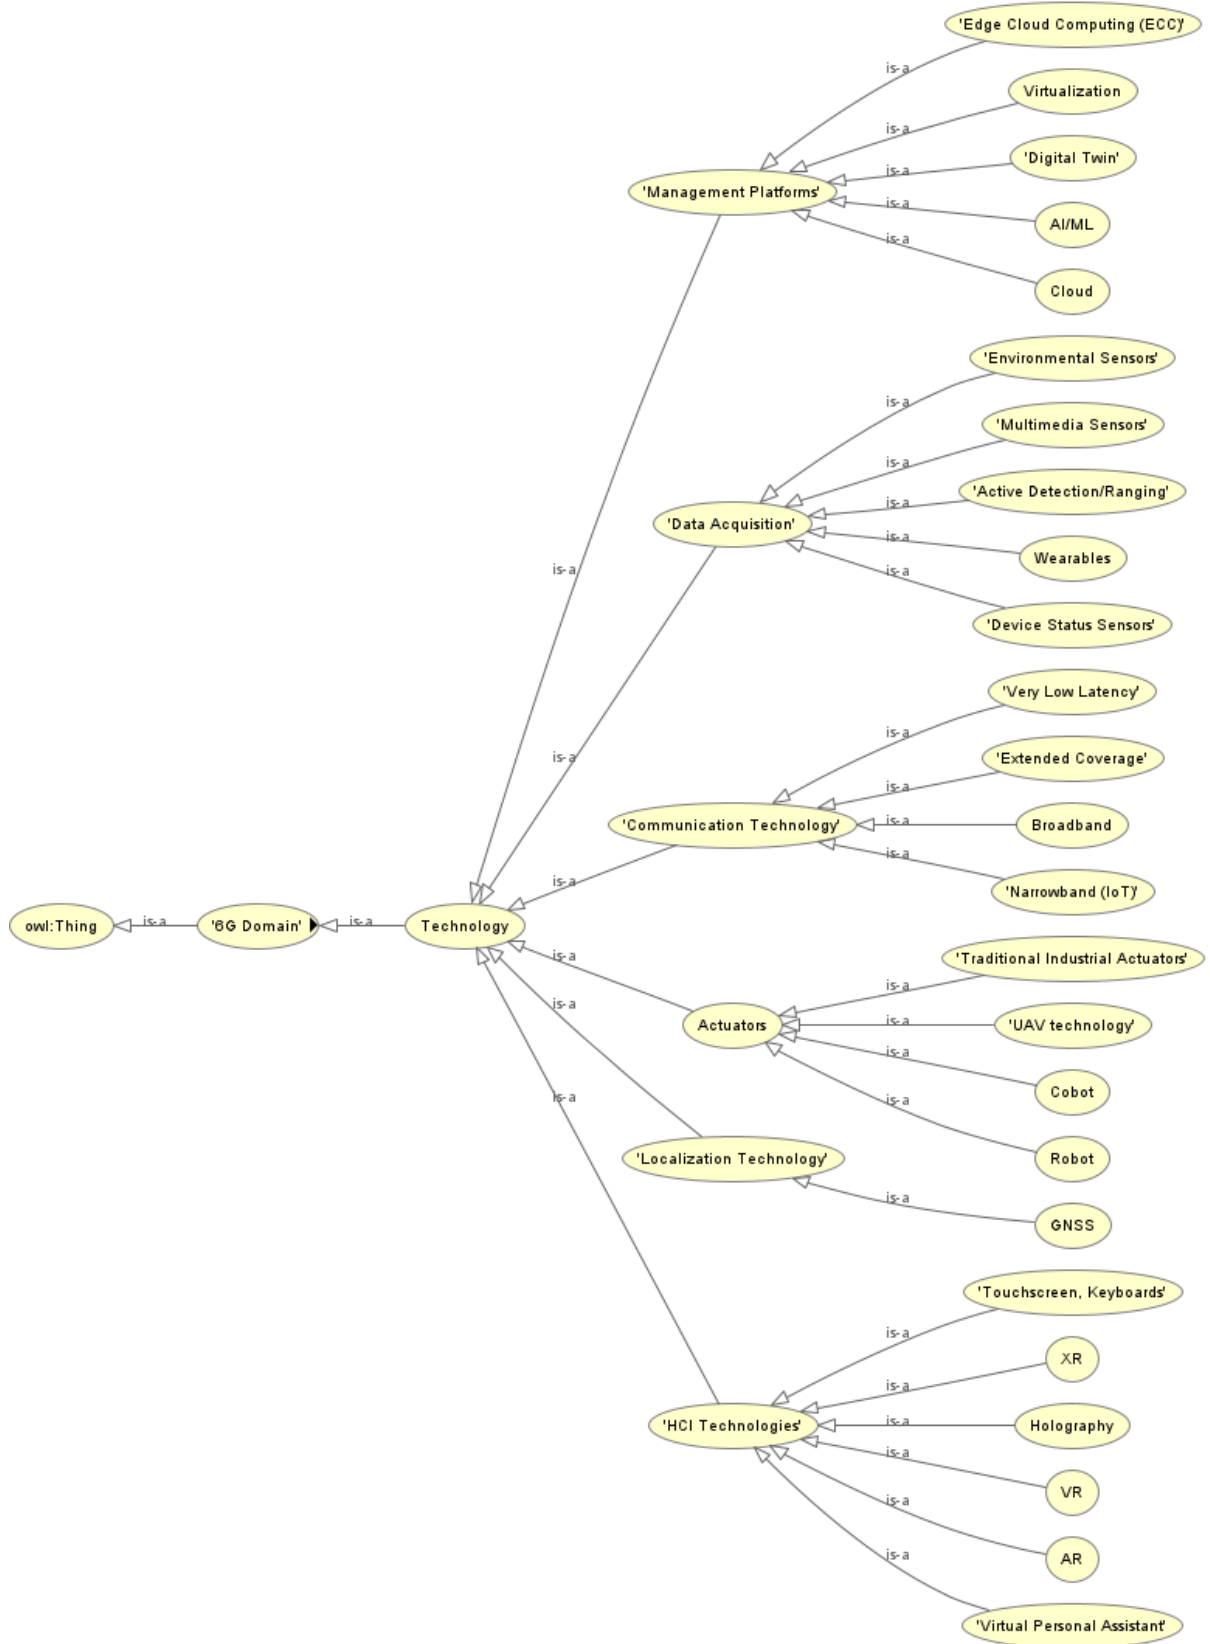 'Edge Cloud Computing (ECC)'
is-a
Virtualization
is-a
'Digital Twin'
is-a
'Management Platforms'
is-a
AI/ML
is-a
Cloud
'Environmental Sensors'
is-a
'Multimedia Sensors'
is-a
'Active Detection/Ranging'
is-a
'Data Acquisition'
is-a
Wearables
is-a
is-a
'Device Status Sensors'
'Very Low Latency'
is-a
is-a
'Extended Coverage'
is-a
'Communication Technology'
is-a
Broadband
is-a
is-a
'Narrowband (IoT)'
owl:Thing
is-a
'6G Domain'
is-a
Technology
is-a
'Traditional Industrial Actuators'
is-a
is-a
Actuators
is-a
'UAV technology'
is-a
Cobot
is-a
is-a
'Localization Technology'
Robot
is-a
GNSS
'Touchscreen, Keyboards'
is-a
XR
is-a
'HCI Technologies'
is-a
Holography
is-a
VR
is-a
AR
is-a
'Virtual Personal Assistant'